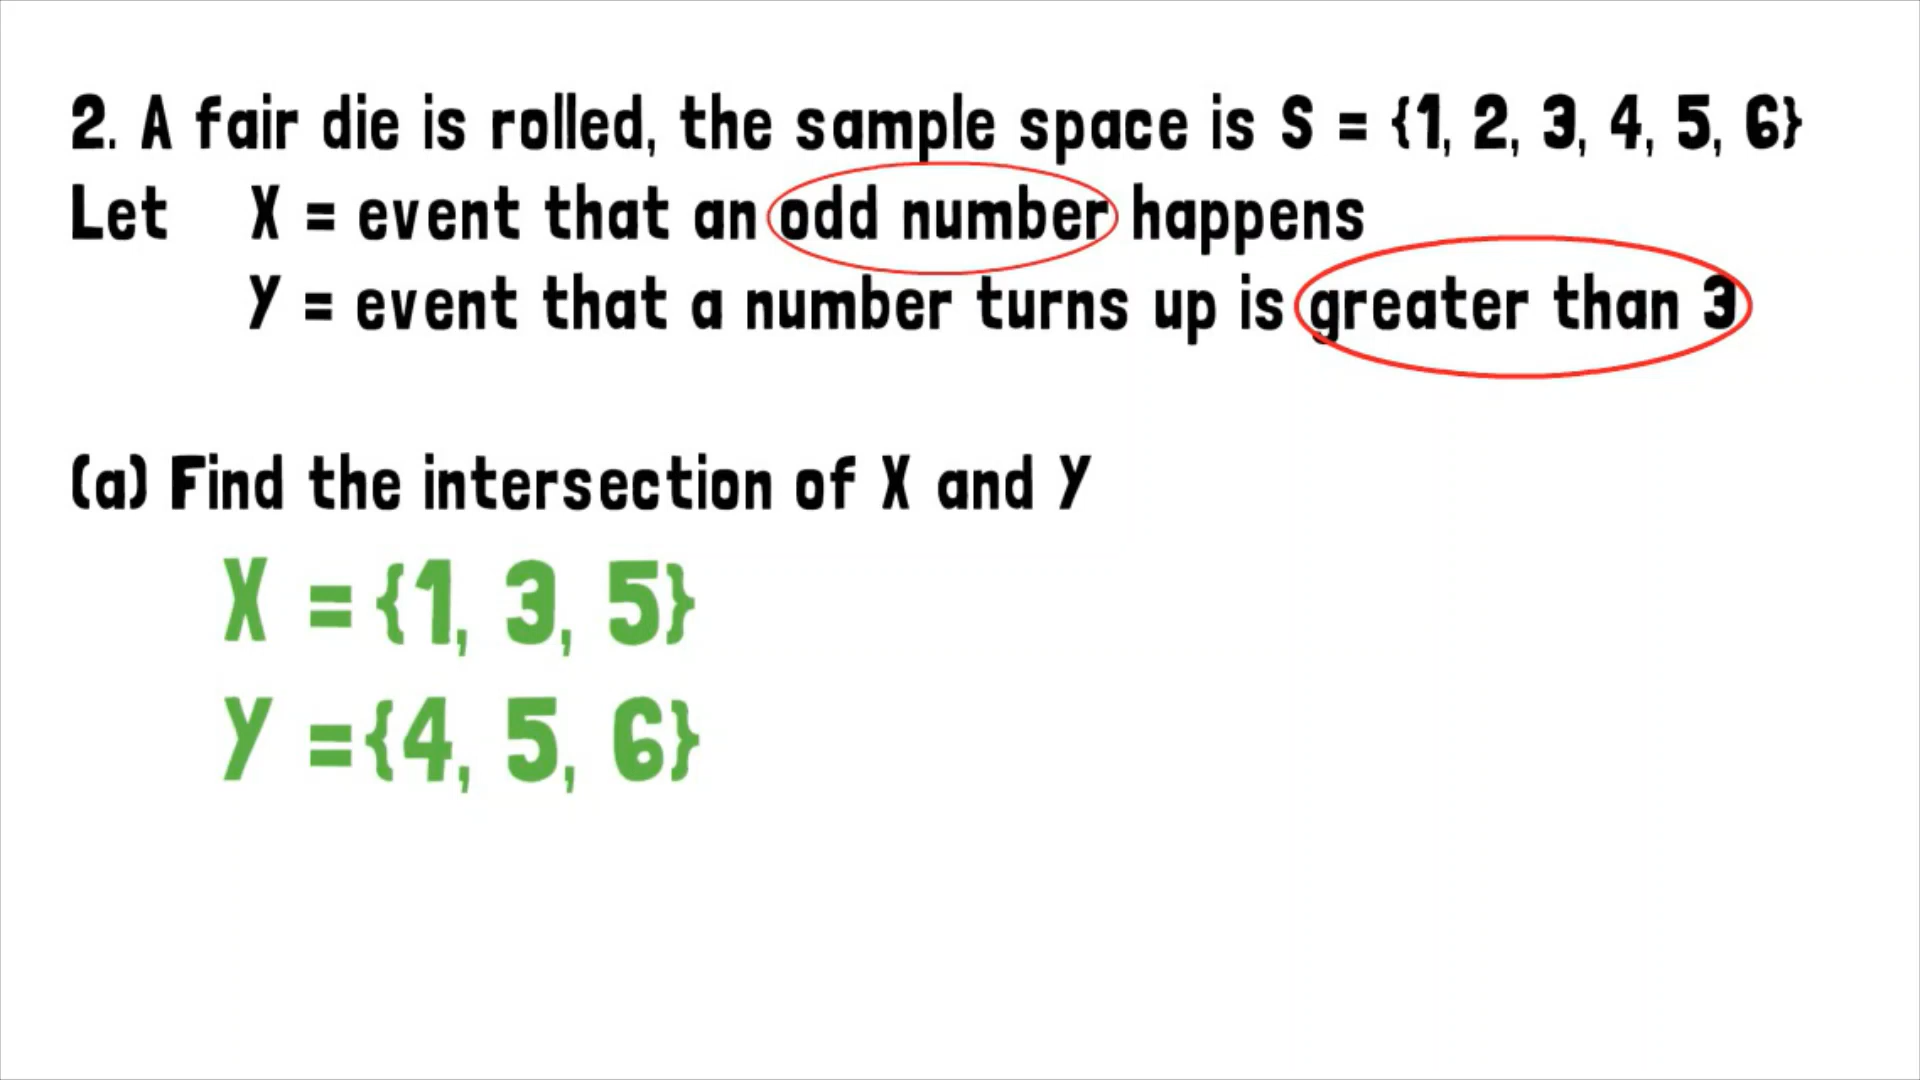 2. A fair die is rolled, the sample space is S = {1, 2, 3, 4, 5, 6}
Let X = event that an odd number happens
Y = event that a number turns up is greater than 3
(a) Find the intersection of X and Y
X = {1, 3, 5}
Y ={4, 5, 6}